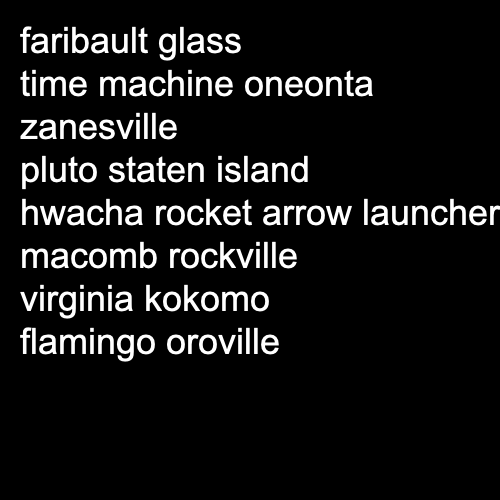 faribault glass
time machine oneonta
zanesville
pluto staten island
hwacha rocket arrow launcher
macomb rockville
virginia kokomo
flamingo oroville